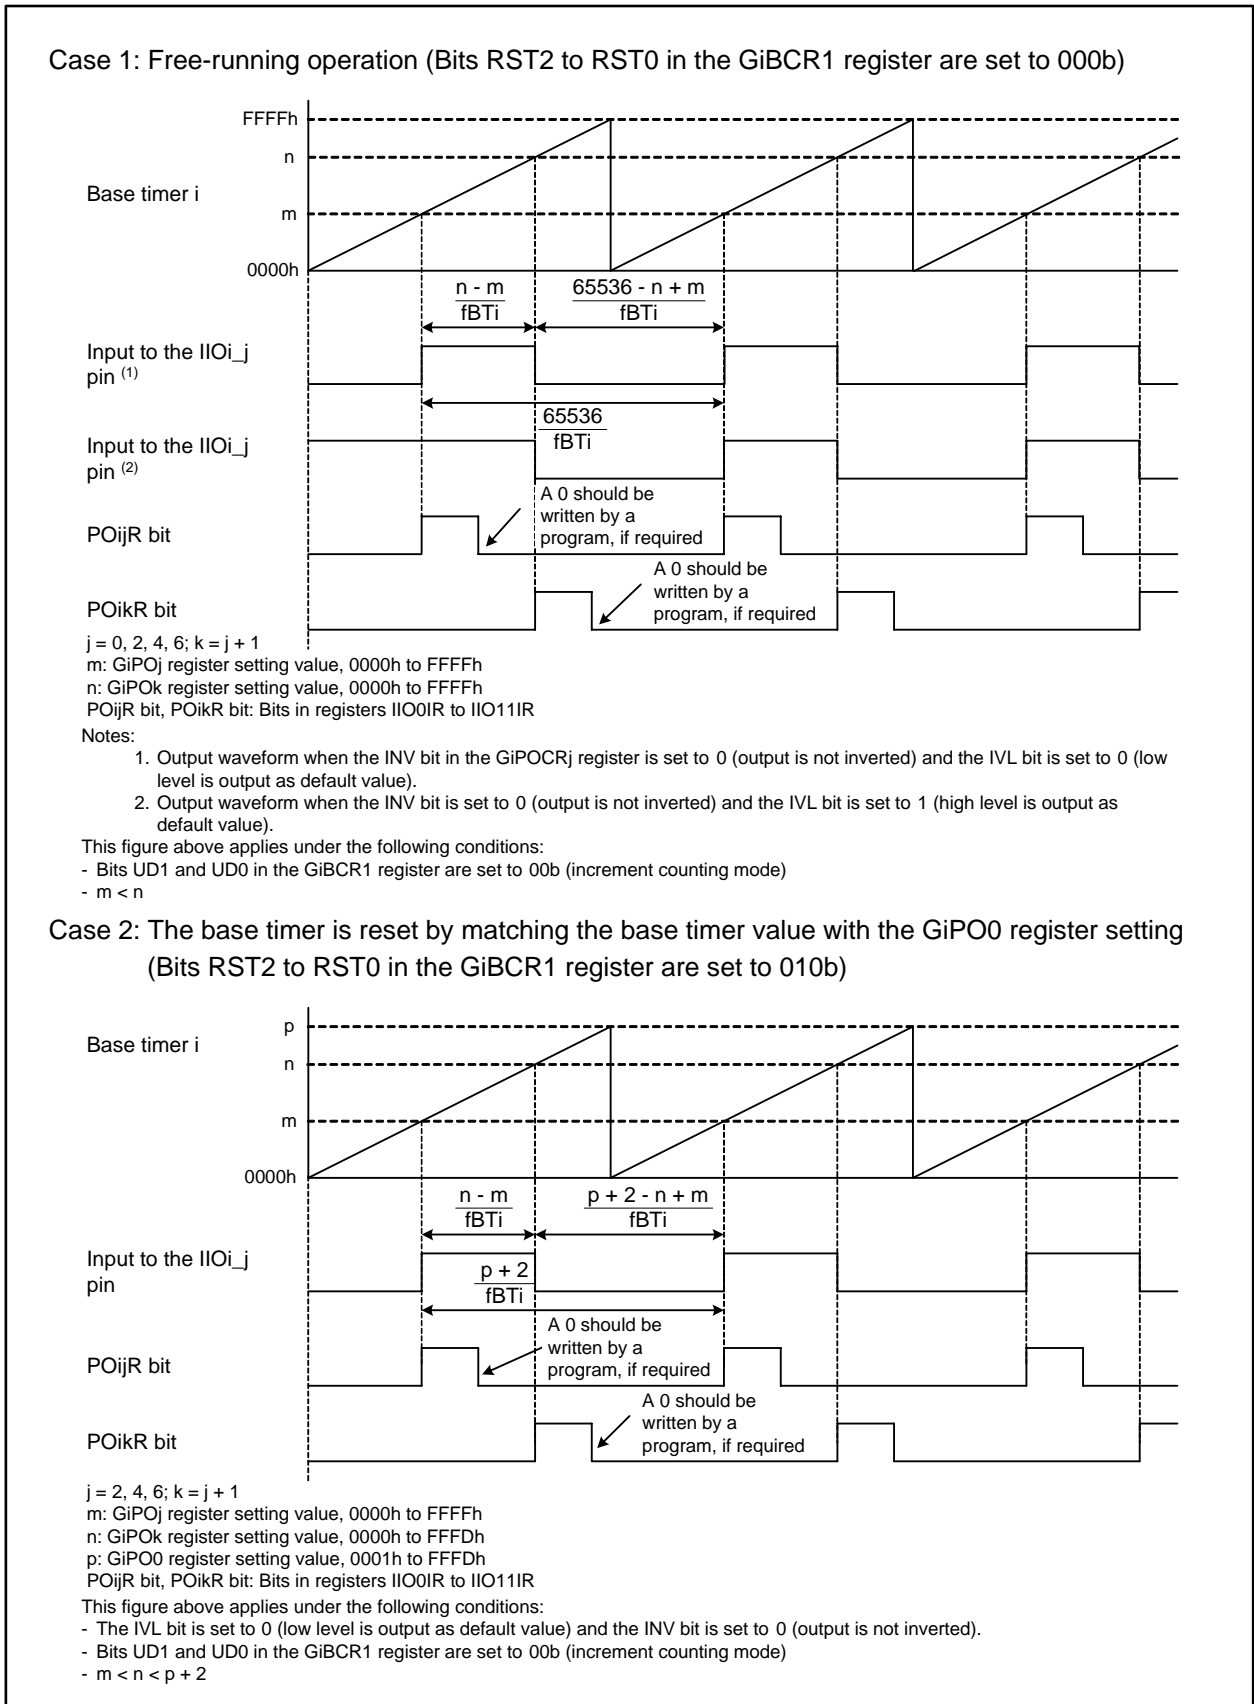 Case 1: Free-running operation (Bits RST2 to RST0 in the GiBCR1 register are set to 000b)
FFFFh
n
Base timer i
m
0000h
n - m
fBTi
65536 - n + m
fBTi
Input to the IIOi_j
pin (1)
65536
fBTi
Input to the IIOi_j
pin (2)
A 0 should be
written by a
program, if required
POijR bit
A 0 should be
written by a
program, if required
POikR bit
j = 0, 2, 4, 6; k = j + 1
m: GiPOj register setting value, 0000h to FFFFh
n: GiPOk register setting value, 0000h to FFFFh
POijR bit, POikR bit: Bits in registers IIO0IR to IIO11IR
Notes:
1. Output waveform when the INV bit in the GiPOCRj register is set to 0 (output is not inverted) and the IVL bit is set to 0 (low
level is output as default value).
2. Output waveform when the INV bit is set to 0 (output is not inverted) and the IVL bit is set to 1 (high level is output as
default value).
This figure above applies under the following conditions:
- Bits UD1 and UD0 in the GiBCR1 register are set to 00b (increment counting mode)
- m < n
Case 2: The base timer is reset by matching the base timer value with the GiPO0 register setting
(Bits RST2 to RST0 in the GiBCR1 register are set to 010b)
p
Base timer i
n
m
0000h
n - m
fBTi
p + 2 - n + m
fBTi
Input to the IIOi_j
pin
p + 2
fBTi
A 0 should be
written by a
program, if required
POijR bit
A 0 should be
written by a
program, if required
POikR bit
j = 2, 4, 6; k = j + 1
m: GiPOj register setting value, 0000h to FFFFh
n: GiPOk register setting value, 0000h to FFFDh
p: GiPO0 register setting value, 0001h to FFFDh
POijR bit, POikR bit: Bits in registers IIO0IR to IIO11IR
This figure above applies under the following conditions:
- The IVL bit is set to 0 (low level is output as default value) and the INV bit is set to 0 (output is not inverted).
- Bits UD1 and UD0 in the GiBCR1 register are set to 00b (increment counting mode)
- m < n < p + 2